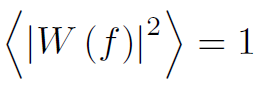 ⟨|W (f)|²⟩ = 1